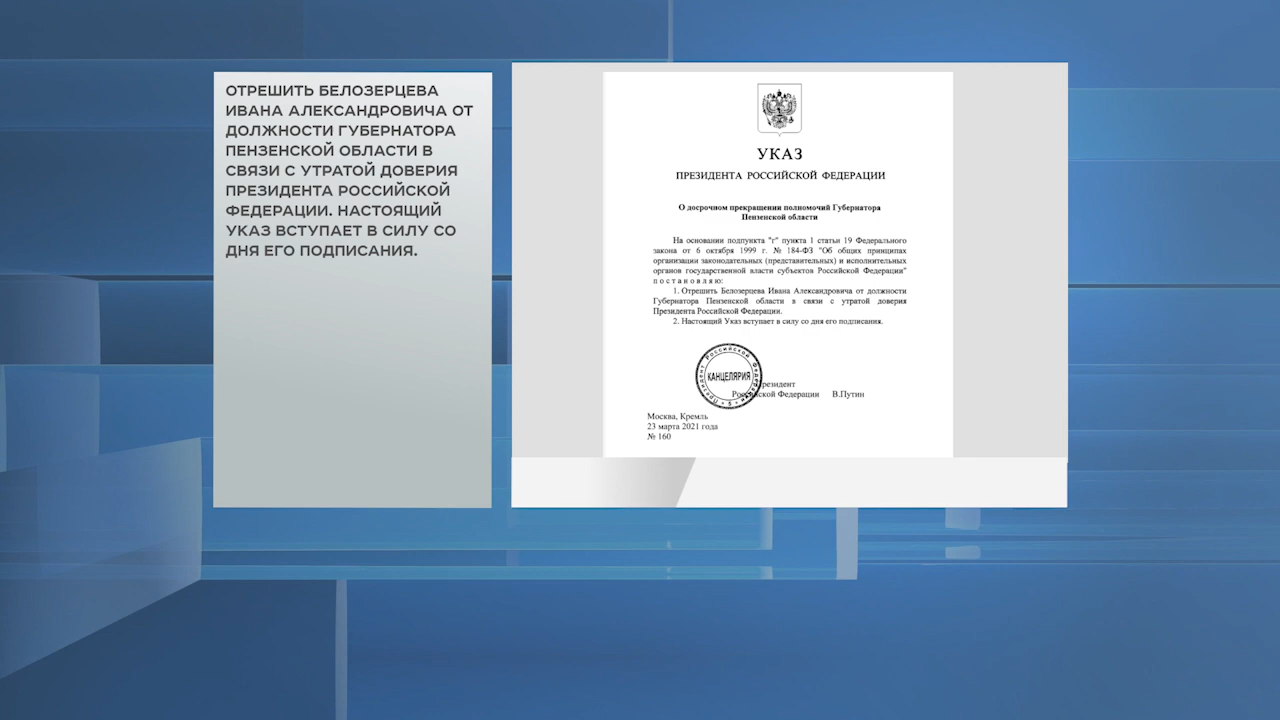 ОТРЕШИТЬ БЕЛОЗЕРЦЕВА
ИВАНА АЛЕКСАНДРОВИЧА ОТ
ДОЛЖНОСТИ ГУБЕРНАТОРА
ПЕНЗЕНСКОЙ ОБЛАСТИ В
СВЯЗИ С УТРАТОЙ ДОВЕРИЯ
ПРЕЗИДЕНТА РОССИЙСКОЙ
ФЕДЕРАЦИИ. НАСТОЯЩИЙ
УКАЗ ВСТУПАЕТ В СИЛУ СО
ДНЯ ЕГО ПОДПИСАНИЯ.
УКАЗ
ПРЕЗИДЕНТА РОССИЙСКОЙ ФЕДЕРАЦИИ
О досрочном прекращении полномочий Губернатора
Пензенской области
На основании подпункта "г" пункта 1 статьи 19 Федерального
закона от 6 октября 1999 г. № 184-ФЗ "Об общих принципах
организации законодательных (представительных) и исполнительных
органов государственной власти субъектов Российской Федерации"
п о с т а н о в л я ю:
1. Отрешить Белозерцева Ивана Александровича от должности
Губернатора Пензенской области в связи с утратой доверия
Президента Российской Федерации.
2. Настоящий Указ вступает в силу со дня его подписания.
Президент Российской Федерации
КАНЦЕЛЯРИЯ
5
Президент
Российской Федерации В.Путин
Москва, Кремль
23 марта 2021 года
№ 160